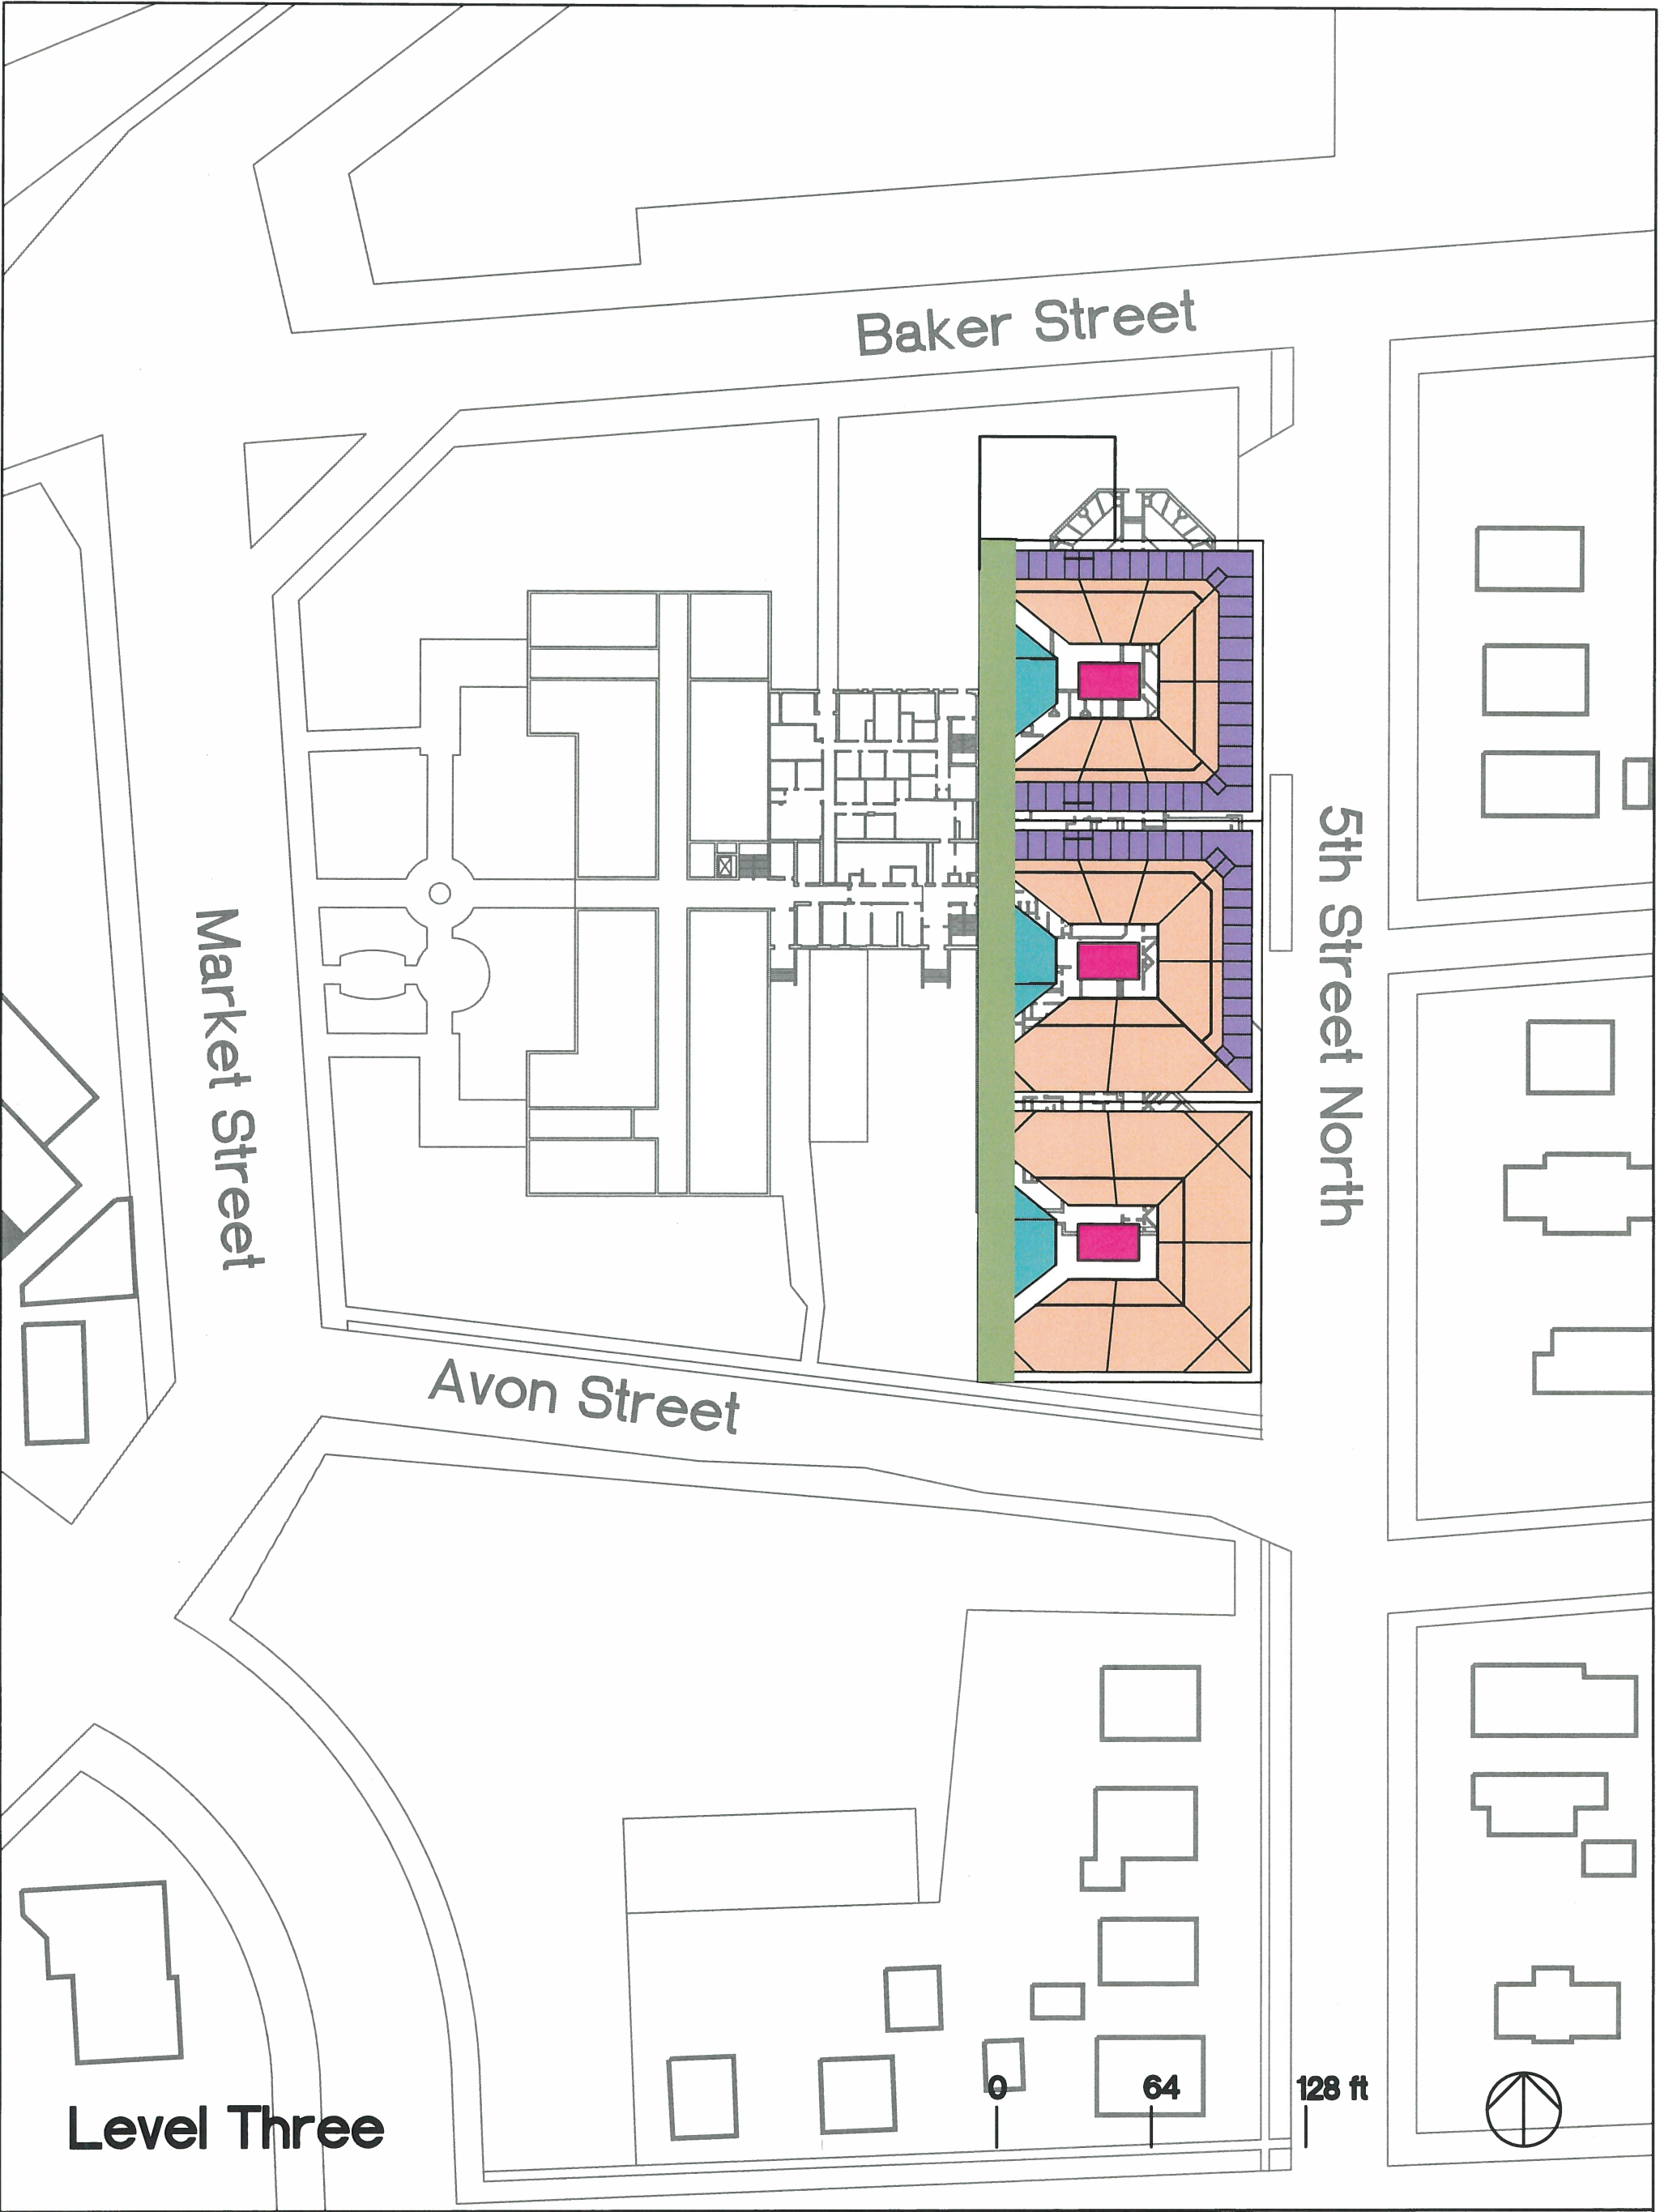 Baker Street
5th Street North
Market Street
Avon Street
0 64 128 ft
Level Three